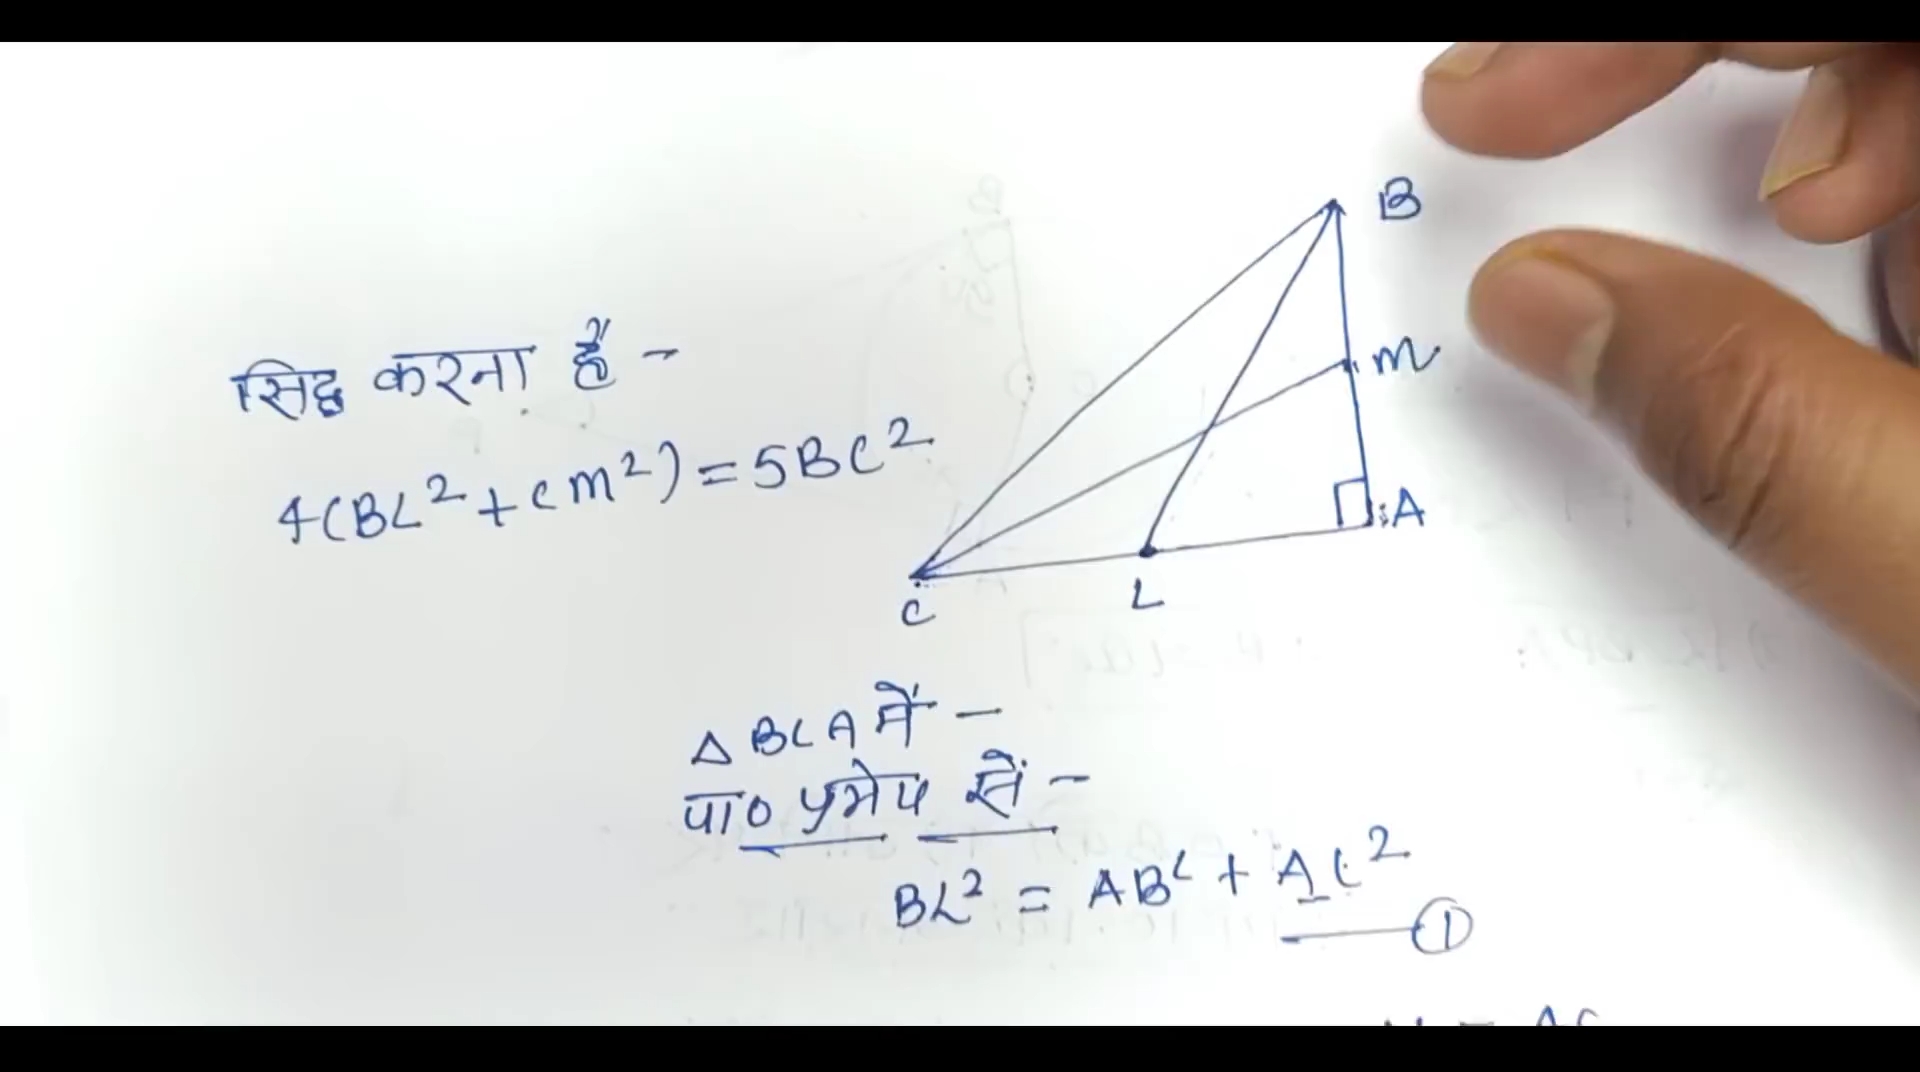 B
M
A
C
L
सिद्ध करना हैं -
4(BL²+CM²)=5BC²
△ BLA में -
पा० प्रमेय से -
BL² = AB² + AL²
①